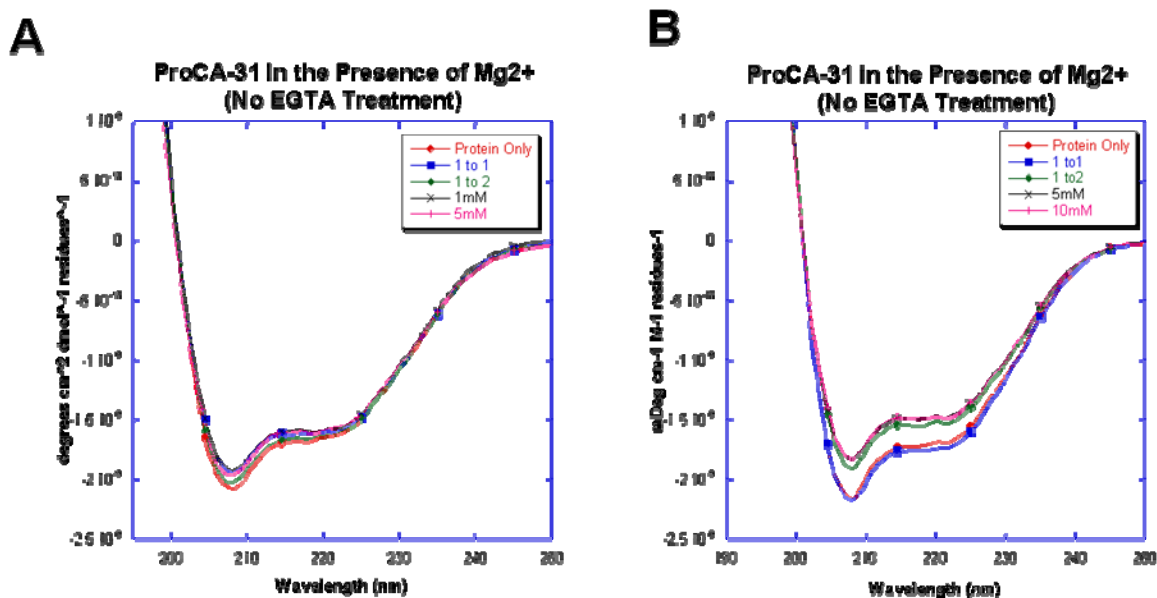 A
ProCA-31 In the Presence of Mg2+
(No EGTA Treatment)
Protein Only
1 to 1
1 to 2
1mM
5mM
0
degrees cm^2 dmol^-1 residues^-1
200
210
220
230
240
250
260
Wavelength (nm)
B
ProCA-31 In the Presence of Mg2+
(No EGTA Treatment)
Protein Only
1 to1
1 to2
5mM
10mM
0
cm-1 M-1 residues-1
190
200
210
220
230
240
250
260
Wavelength (nm)